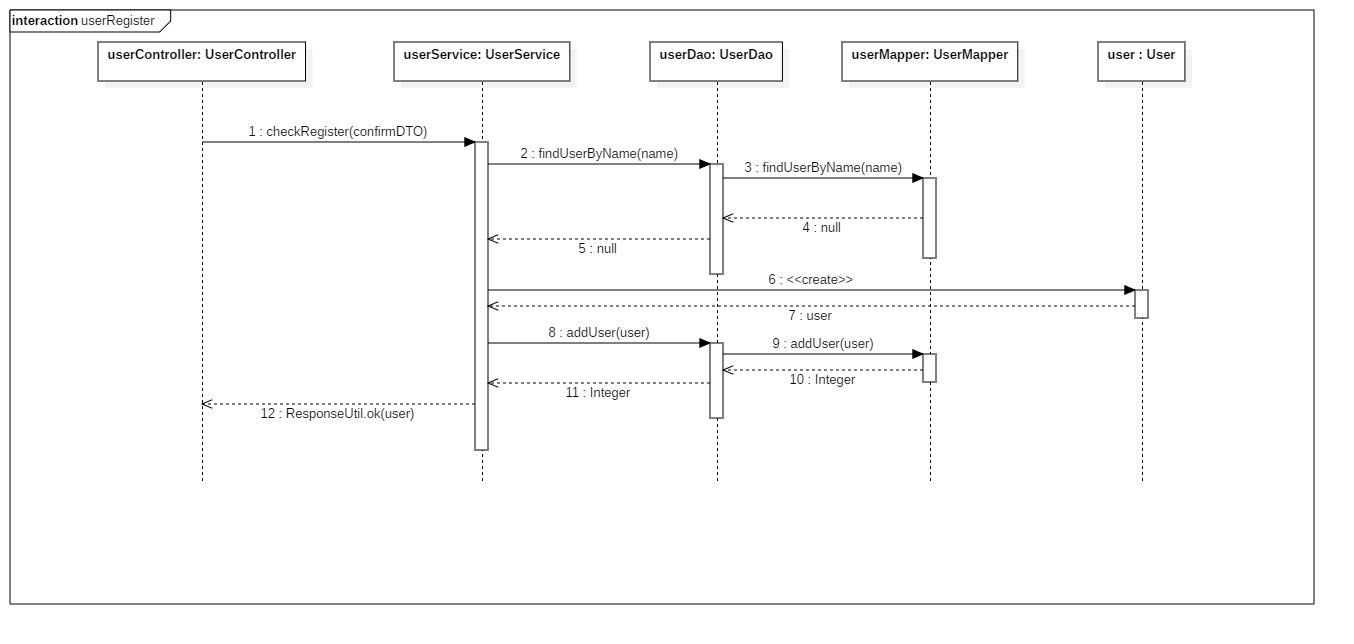 interaction userRegister
userController: UserController
userService: UserService
userDao: UserDao
userMapper: UserMapper
user : User
1 : checkRegister(confirmDTO)
2 : findUserByName(name)
3 : findUserByName(name)
4 : null
5 : null
6 : <<create>>
7 : user
8 : addUser(user)
9 : addUser(user)
10 : Integer
11 : Integer
12 : ResponseUtil.ok(user)